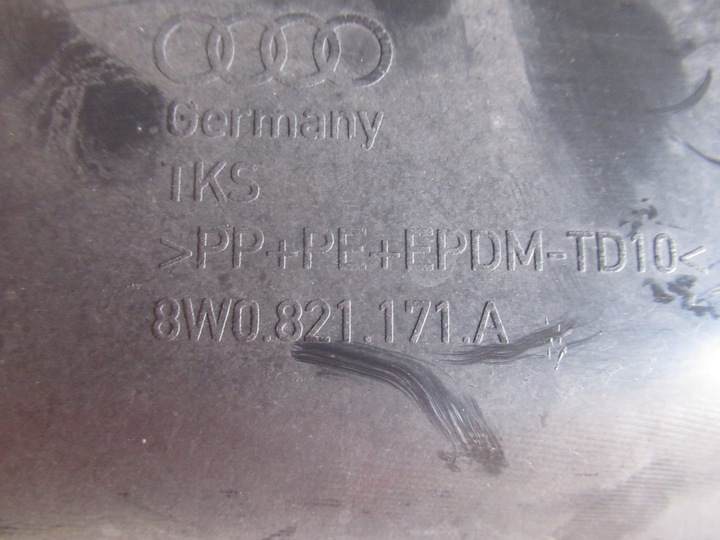 Germany
TKS
>PP+PE+EPDM-TD10<
8W0.821.171.A